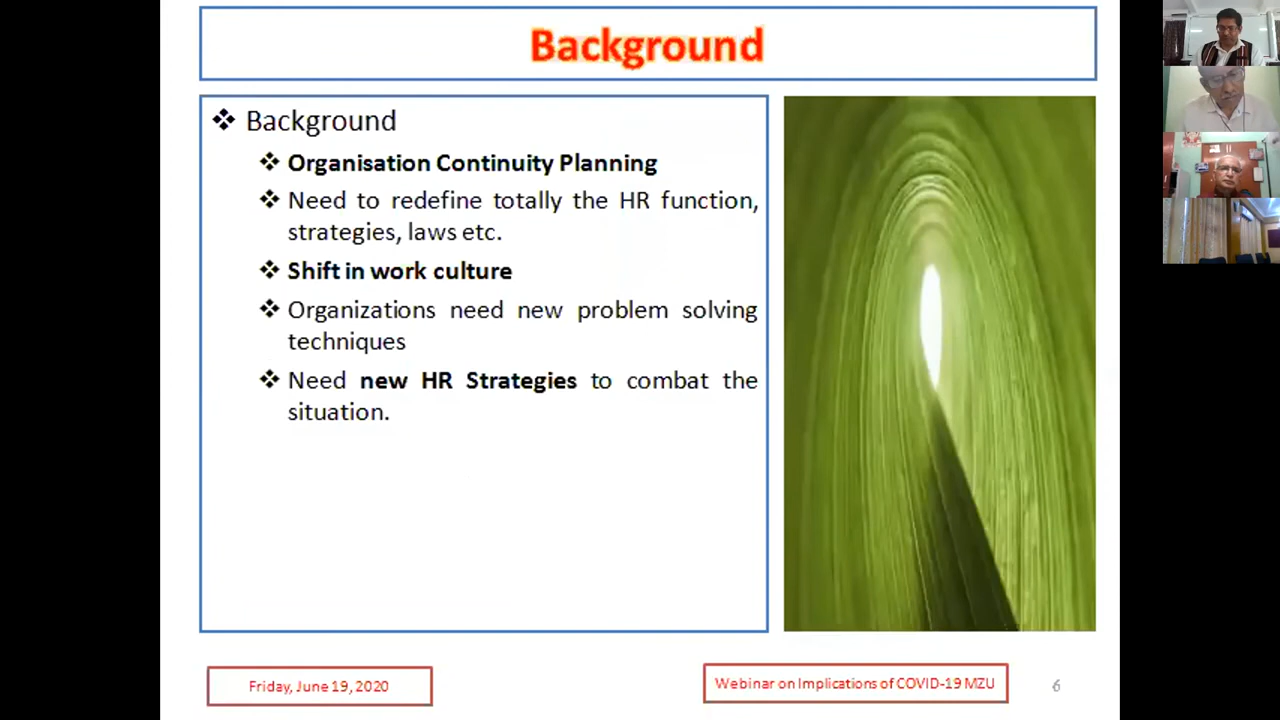 Background
❖ Background
❖ Organisation Continuity Planning
❖ Need to redefine totally the HR function,
strategies, laws etc.
❖ Shift in work culture
❖ Organizations need new problem solving
techniques
❖ Need new HR Strategies to combat the
situation.
Friday, June 19, 2020
Webinar on Implications of COVID-19 MZU
6